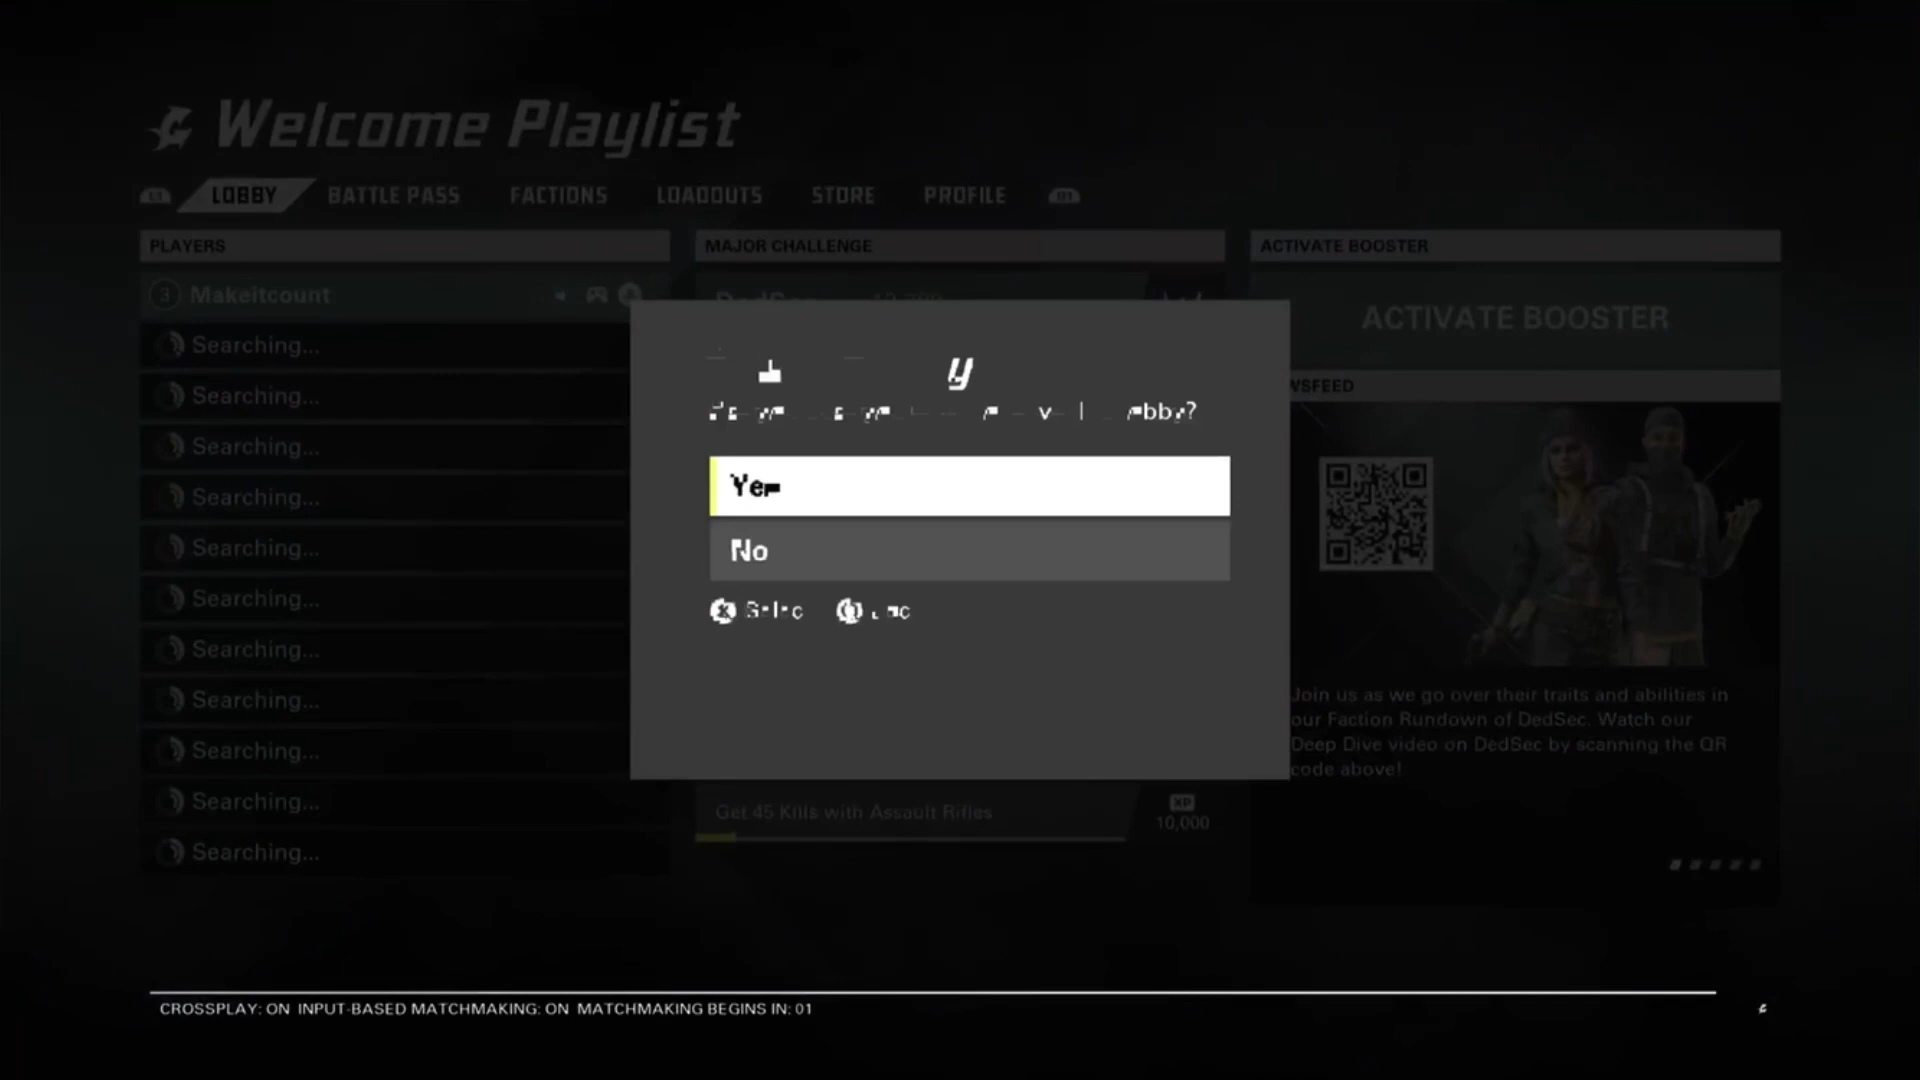 Welcome Playlist
LOBBY BATTLE PASS FACTIONS LOADOUTS STORE PROFILE
PLAYERS
MAJOR CHALLENGE
ACTIVATE BOOSTER
3 Makeitcount
DedSec
ACTIVATE BOOSTER
Searching...
Searching...
Searching...
Searching...
Searching...
Searching...
Searching...
Searching...
Searching...
Searching...
Searching...
No
Join us as we go over their traits and abilities in
our Faction Rundown of DedSec. Watch our
Deep Dive video on DedSec by scanning the QR
code above!
Get 45 Kills with Assault Rifles
XP
10,000
CROSSPLAY: ON INPUT-BASED MATCHMAKING: ON MATCHMAKING BEGINS IN: 01